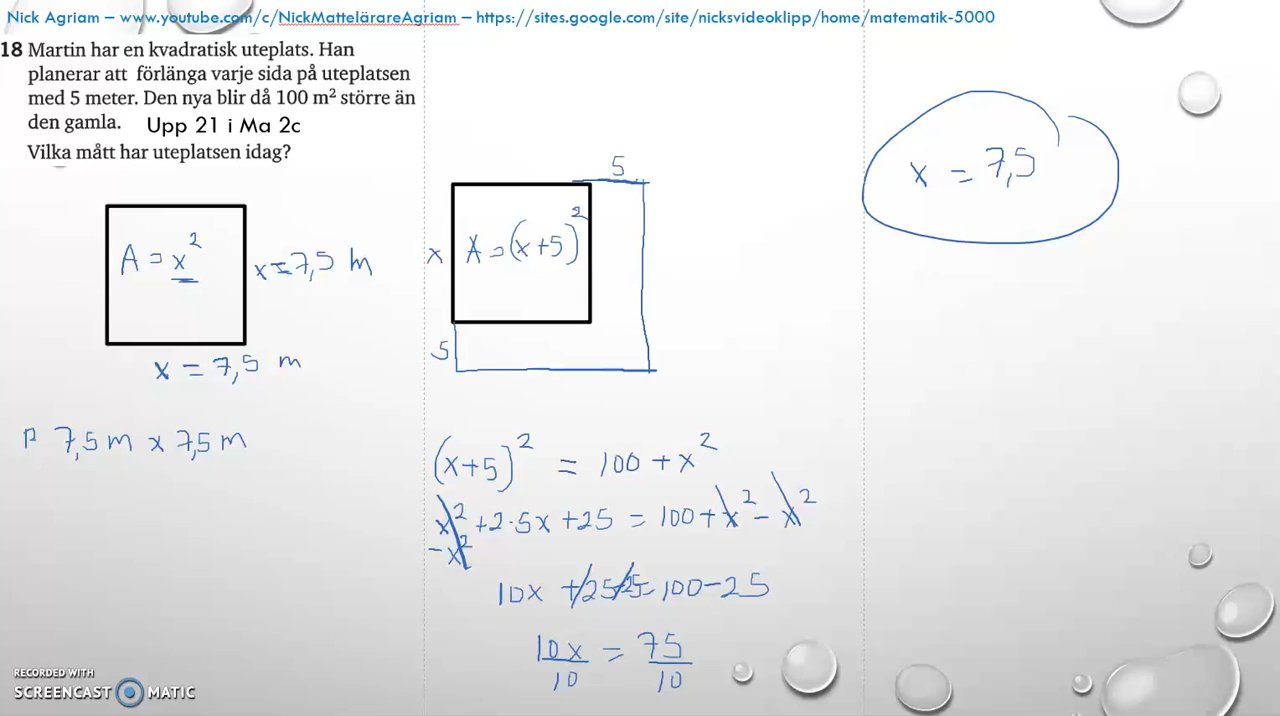 Nick Agriam – www.youtube.com/c/NickMattelärareAgriam – https://sites.google.com/site/nicksvideoklipp/home/matematik-5000
18 Martin har en kvadratisk uteplats. Han
planerar att förlänga varje sida på uteplatsen
med 5 meter. Den nya blir då 100 m² större än
den gamla. Upp 21 i Ma 2c
Vilka mått har uteplatsen idag?
A = x²
x = 7,5 m
x = 7,5 m
7,5 m x 7,5 m
5
x
A = (x+5)²
5
(x+5)² = 100 + x²
x² + 2·5x + 25 = 100 + x² - x²
-x²
10x + 25 - 25 = 100 - 25
10x = 75
10 10
x = 7,5
RECORDED WITH
SCREENCAST MATIC